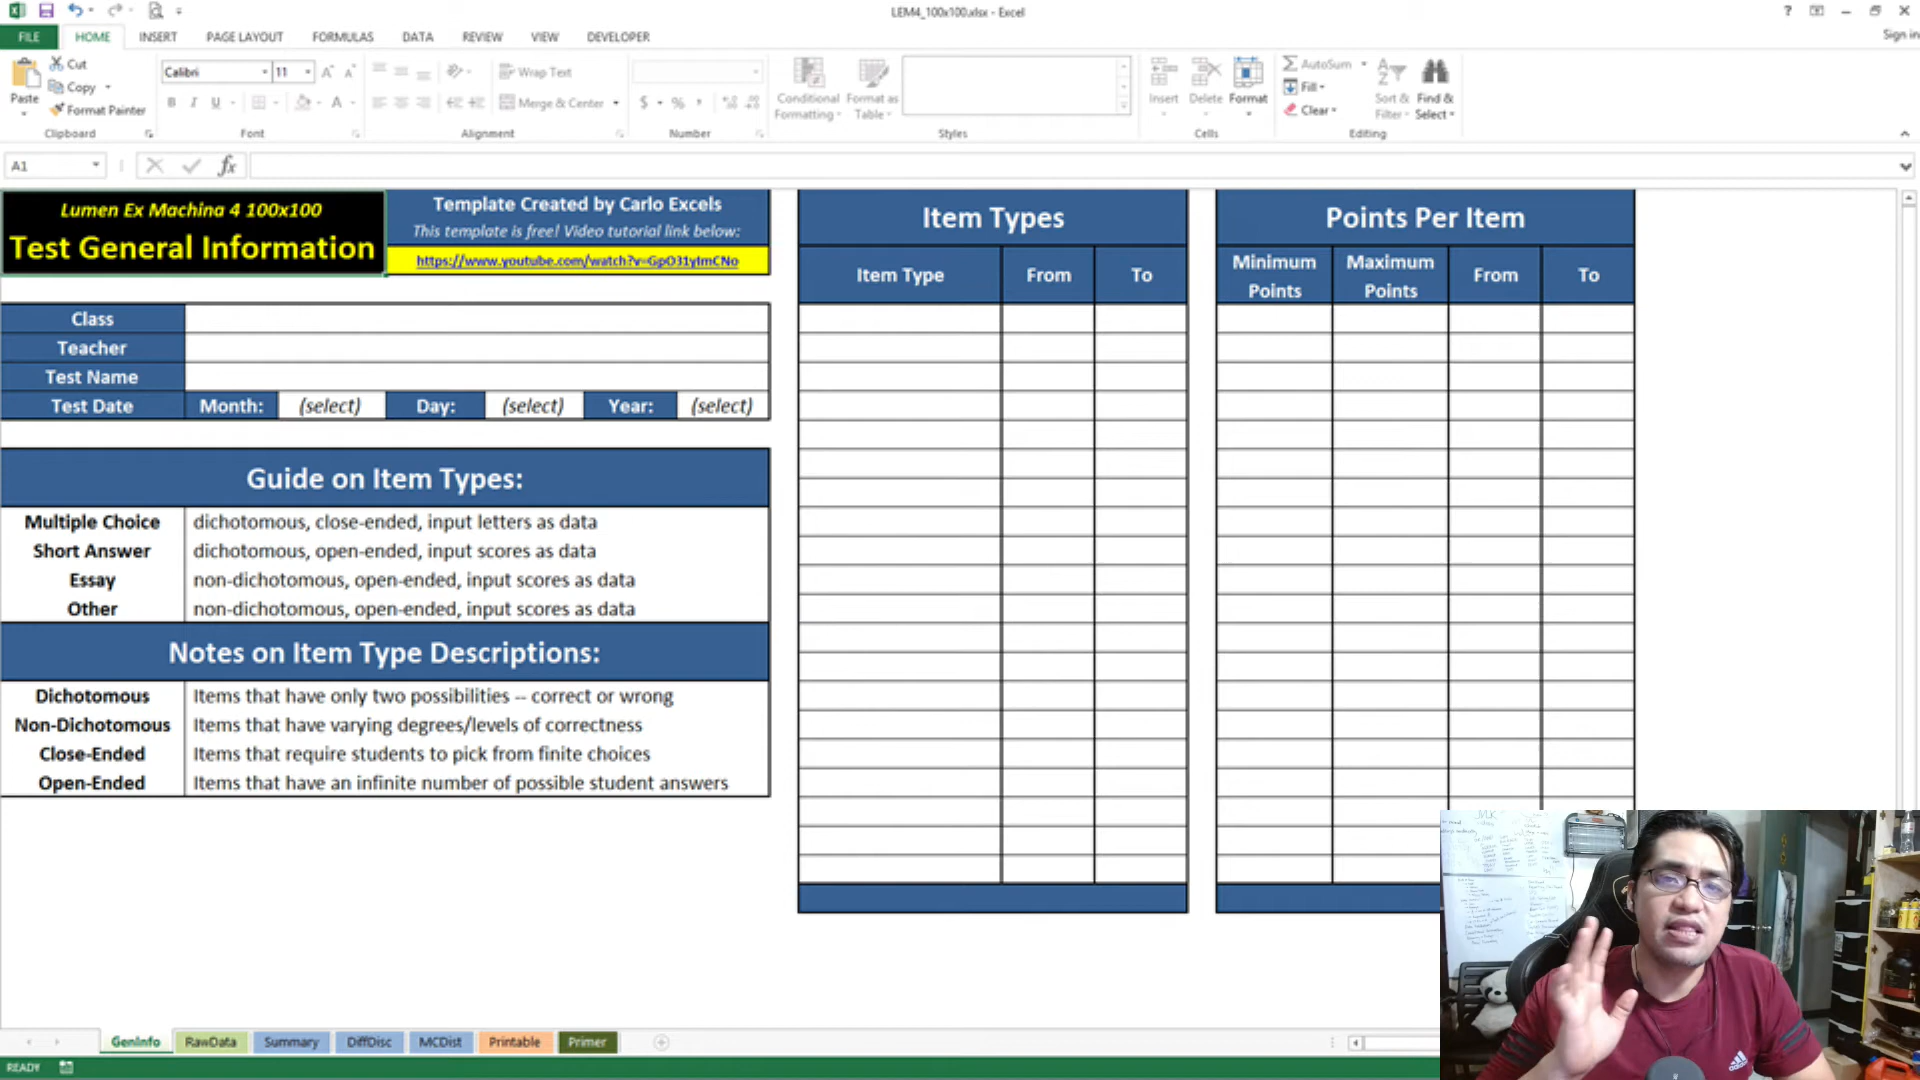 LEM4_100x100.xlsx - Excel
Sign in
FILE HOME INSERT PAGE LAYOUT FORMULAS DATA REVIEW VIEW DEVELOPER
Paste
Cut
Copy
Format Painter
Clipboard
Calibri 11
B I U
Font
Wrap Text
Merge & Center
Alignment
$ % ,
Number
Conditional Formatting
Format as Table
Styles
Insert Delete Format
Cells
AutoSum
Fill
Clear
Sort & Filter
Find & Select
Editing
A1
fx
Lumen Ex Machina 4 100x100
Test General Information
Template Created by Carlo Excels
This template is free! Video tutorial link below:
https://www.youtube.com/watch?v=GpO31yImCNo
Class
Teacher
Test Name
Test Date Month: (select) Day: (select) Year: (select)
Guide on Item Types:
Multiple Choice dichotomous, close-ended, input letters as data
Short Answer dichotomous, open-ended, input scores as data
Essay non-dichotomous, open-ended, input scores as data
Other non-dichotomous, open-ended, input scores as data
Notes on Item Type Descriptions:
Dichotomous Items that have only two possibilities -- correct or wrong
Non-Dichotomous Items that have varying degrees/levels of correctness
Close-Ended Items that require students to pick from finite choices
Open-Ended Items that have an infinite number of possible student answers
Item Types
Item Type From To
Points Per Item
Minimum Points
Maximum Points
From To
GenInfo RawData Summary DiffDisc MCDist Printable Primer
READY
adidas